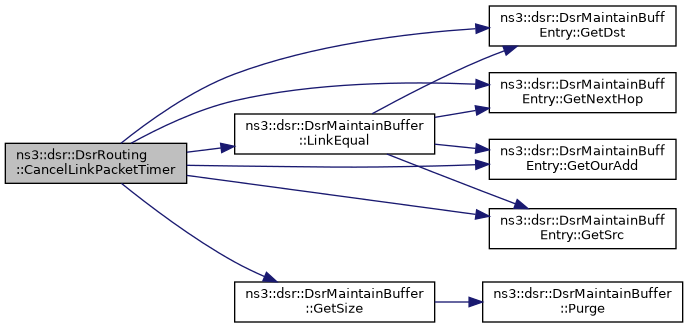 ns3::dsr::DsrRouting
::CancelLinkPacketTimer
ns3::dsr::DsrMaintainBuffer
::LinkEqual
ns3::dsr::DsrMaintainBuff
Entry::GetDst
ns3::dsr::DsrMaintainBuff
Entry::GetNextHop
ns3::dsr::DsrMaintainBuff
Entry::GetOurAdd
ns3::dsr::DsrMaintainBuff
Entry::GetSrc
ns3::dsr::DsrMaintainBuffer
::GetSize
ns3::dsr::DsrMaintainBuffer
::Purge